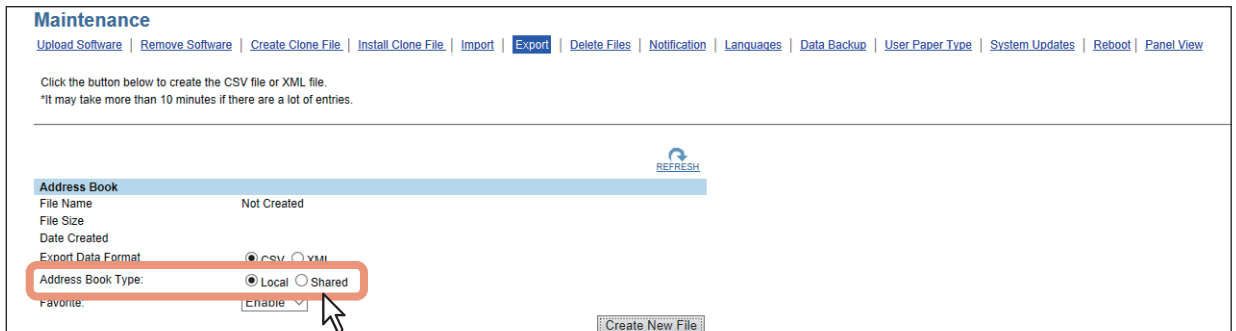 Maintenance
Upload Software | Remove Software | Create Clone File | Install Clone File | Import | Export | Delete Files | Notification | Languages | Data Backup | User Paper Type | System Updates | Reboot | Panel View
Click the button below to create the CSV file or XML file.
*It may take more than 10 minutes if there are a lot of entries.
REFRESH
Address Book
File Name Not Created
File Size
Date Created
Export Data Format CSV XML
Address Book Type: Local Shared
Favorite: Enable
Create New File